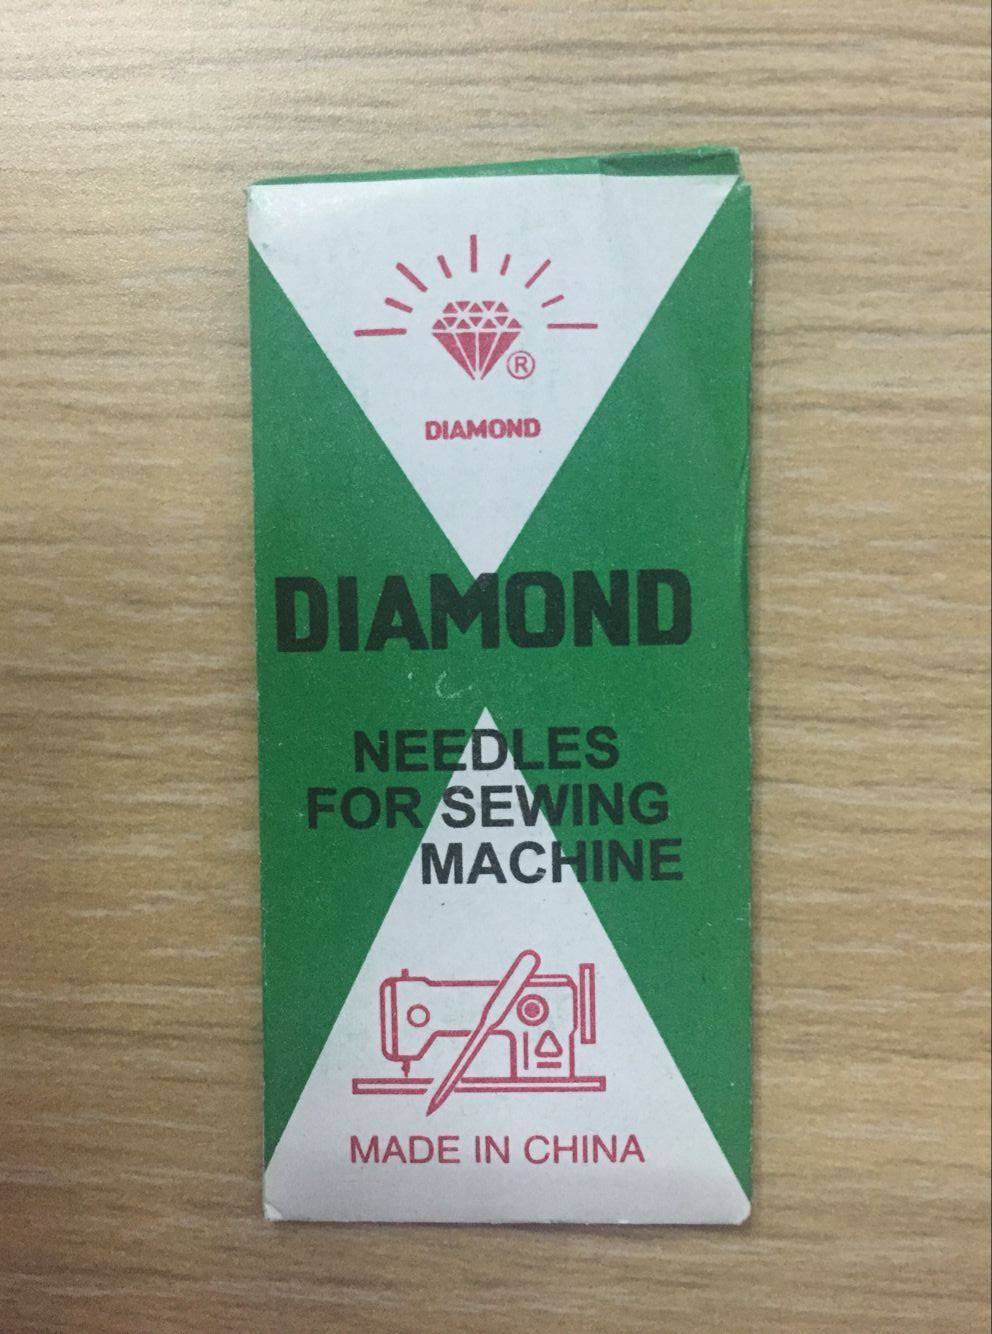 ®
DIAMOND
DIAMOND
NEEDLES
FOR SEWING
MACHINE
MADE IN CHINA